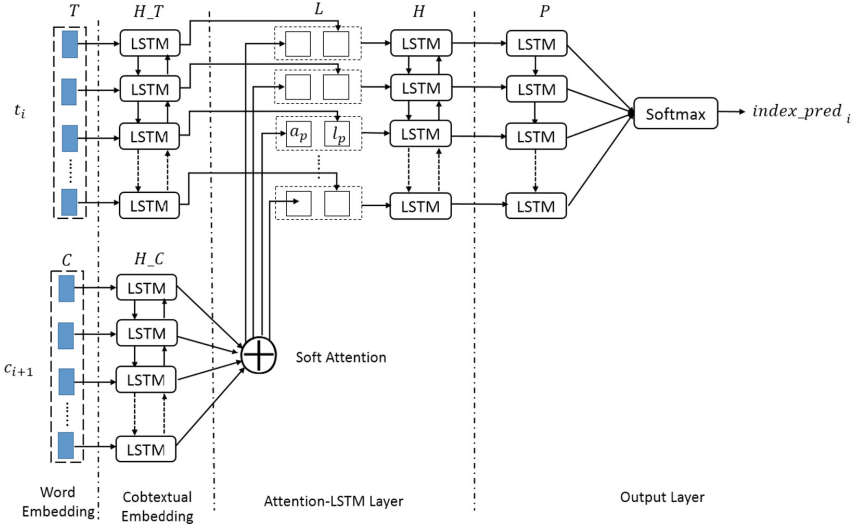 T H_T L H P
LSTM LSTM LSTM
LSTM LSTM LSTM
t_i Softmax index_pred_i
LSTM a_p l_p LSTM LSTM
LSTM LSTM LSTM
C H_C
LSTM
LSTM
Soft Attention
c_{i+1} LSTM
LSTM
Word Embedding
Cobtextual Embedding
Attention-LSTM Layer
Output Layer